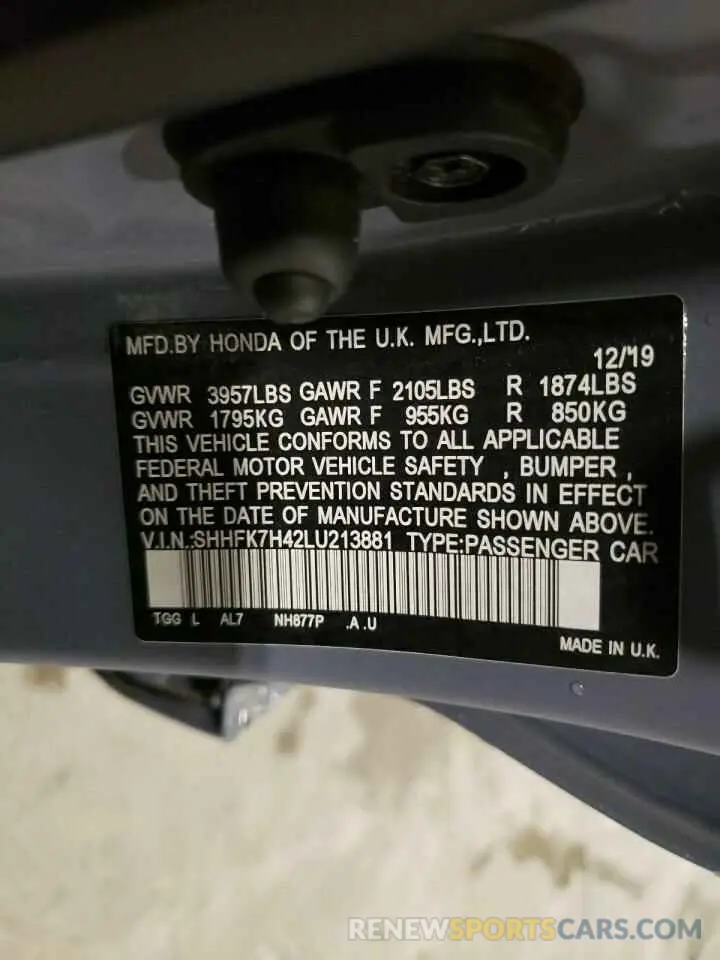 MFD.BY HONDA OF THE U.K. MFG.,LTD.
12/'19
GVWR 3957LBS GAWR F 2105LBS R 1874LBS
GVWR 1795KG GAWR F 955KG R 850KG
THIS VEHICLE CONFORMS TO ALL APPLICABLE
FEDERAL MOTOR VEHICLE SAFETY , BUMPER ,
AND THEFT PREVENTION STANDARDS IN EFFECT
ON THE DATE OF MANUFACTURE SHOWN ABOVE.
V.I.N.:SHHFK7H42LU213881 TYPE:PASSENGER CAR
TGG L AL7 NH877P .A .U
MADE IN U.K.
RENEWSPORTSCARS.COM